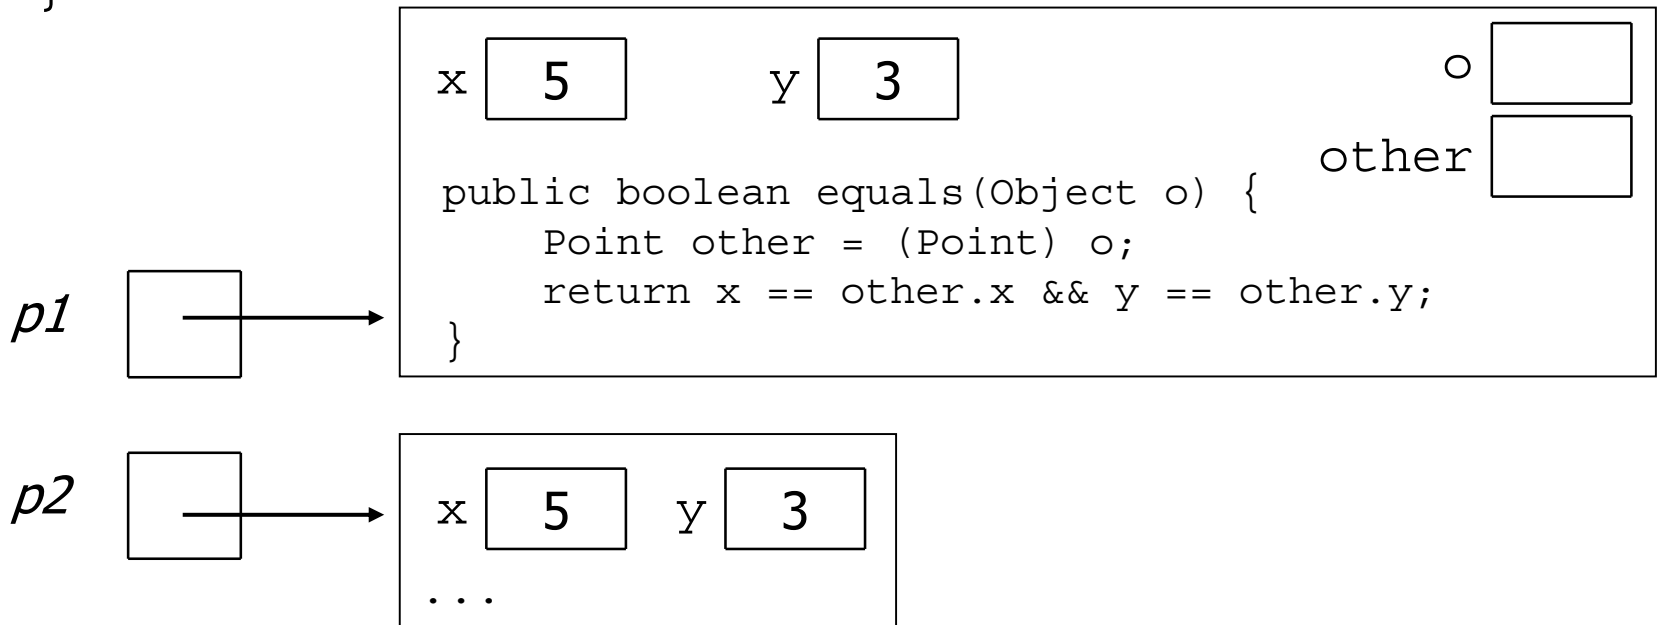 }
x 5 y 3 o
other
public boolean equals(Object o) {
    Point other = (Point) o;
    return x == other.x && y == other.y;
}
p1
p2
x 5 y 3
...